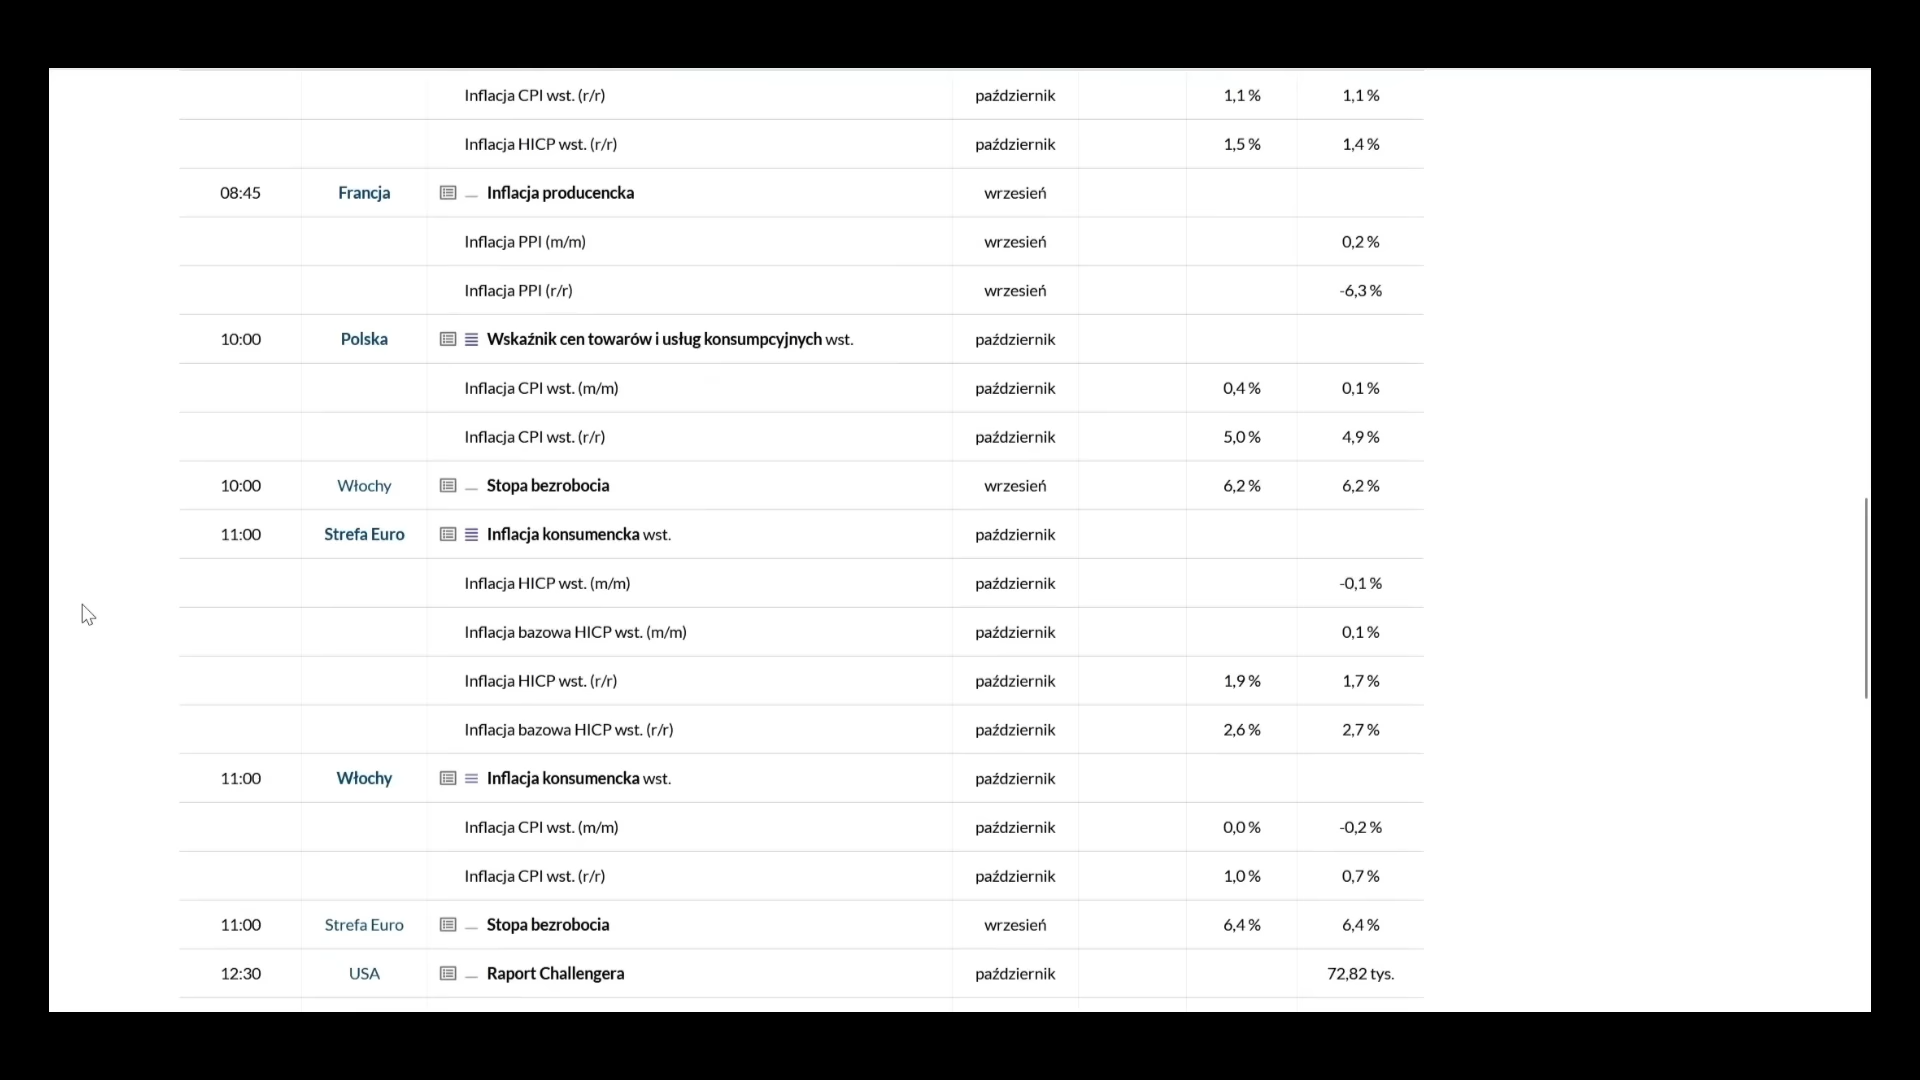 Inflacja CPI wst. (r/r) październik 1,1 % 1,1 %
Inflacja HICP wst. (r/r) październik 1,5 % 1,4 %
08:45 Francja Inflacja producencka wrzesień
Inflacja PPI (m/m) wrzesień 0,2 %
Inflacja PPI (r/r) wrzesień -6,3 %
10:00 Polska Wskaźnik cen towarów i usług konsumpcyjnych wst. październik
Inflacja CPI wst. (m/m) październik 0,4 % 0,1 %
Inflacja CPI wst. (r/r) październik 5,0 % 4,9 %
10:00 Włochy Stopa bezrobocia wrzesień 6,2 % 6,2 %
11:00 Strefa Euro Inflacja konsumencka wst. październik
Inflacja HICP wst. (m/m) październik -0,1 %
Inflacja bazowa HICP wst. (m/m) październik 0,1 %
Inflacja HICP wst. (r/r) październik 1,9 % 1,7 %
Inflacja bazowa HICP wst. (r/r) październik 2,6 % 2,7 %
11:00 Włochy Inflacja konsumencka wst. październik
Inflacja CPI wst. (m/m) październik 0,0 % -0,2 %
Inflacja CPI wst. (r/r) październik 1,0 % 0,7 %
11:00 Strefa Euro Stopa bezrobocia wrzesień 6,4 % 6,4 %
12:30 USA Raport Challengera październik 72,82 tys.